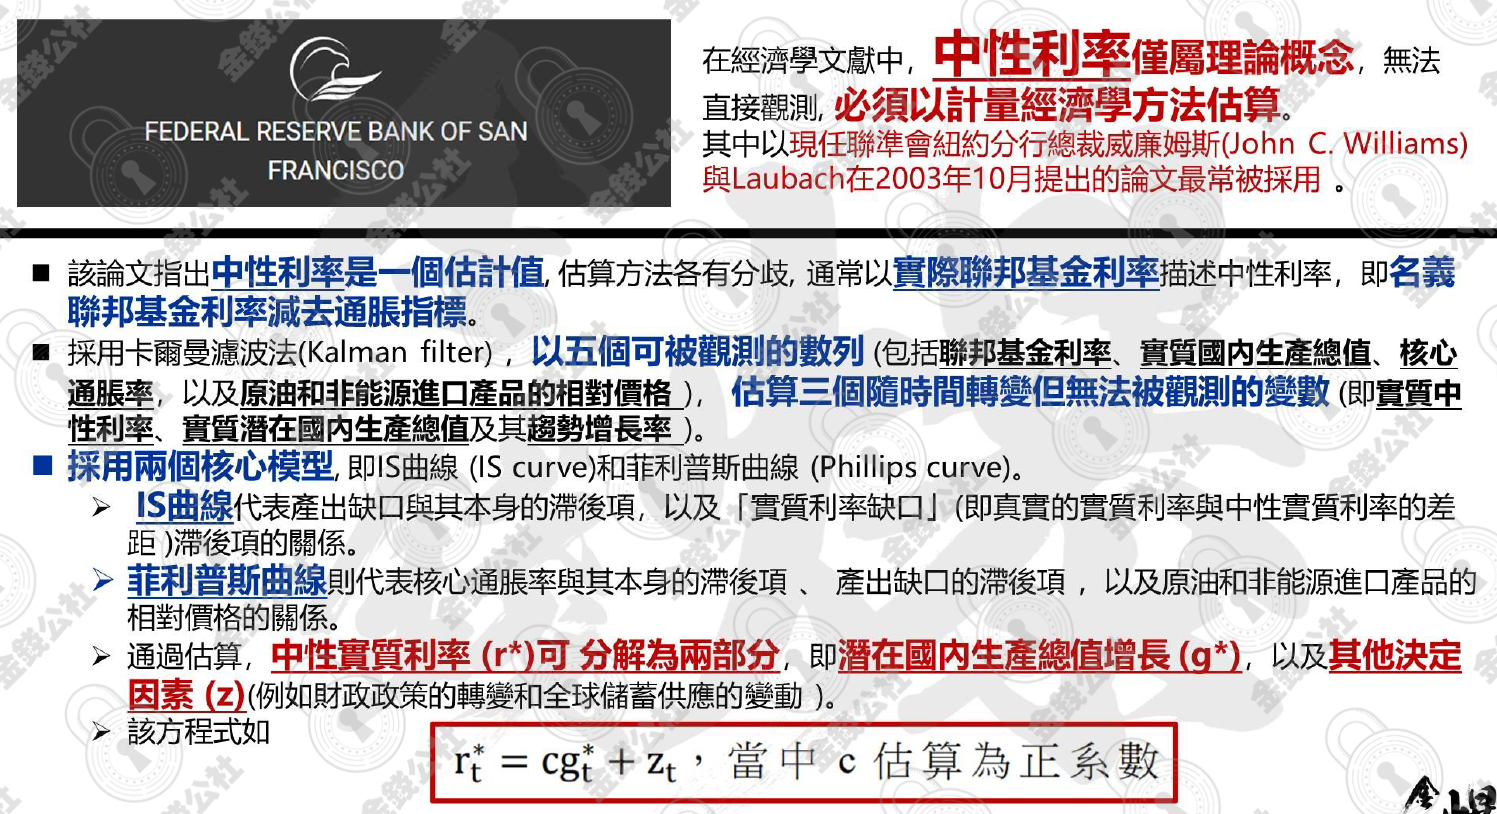 FEDERAL RESERVE BANK OF SAN
FRANCISCO
在經濟學文獻中，中性利率僅屬理論概念，無法
直接觀測, 必須以計量經濟學方法估算。
其中以現任聯準會紐約分行總裁威廉姆斯(John C. Williams)
與Laubach在2003年10月提出的論文最常被採用 。
■ 該論文指出中性利率是一個估計值, 估算方法各有分歧, 通常以實際聯邦基金利率描述中性利率，即名義
聯邦基金利率減去通脹指標。
■ 採用卡爾曼濾波法(Kalman filter) ，以五個可被觀測的數列 (包括聯邦基金利率、實質國內生產總值、核心
通脹率，以及原油和非能源進口產品的相對價格 )， 估算三個隨時間轉變但無法被觀測的變數 (即實質中
性利率、實質潛在國內生產總值及其趨勢增長率 )。
■ 採用兩個核心模型, 即IS曲線 (IS curve)和菲利普斯曲線 (Phillips curve)。
➢ IS曲線代表產出缺口與其本身的滯後項，以及「實質利率缺口」(即真實的實質利率與中性實質利率的差
距 )滯後項的關係。
➢ 菲利普斯曲線則代表核心通脹率與其本身的滯後項 、 產出缺口的滯後項 ，以及原油和非能源進口產品的
相對價格的關係。
➢ 通過估算，中性實質利率 (r*)可 分解為兩部分，即潛在國內生產總值增長 (g*)，以及其他決定
因素 (z)(例如財政政策的轉變和全球儲蓄供應的變動 )。
➢ 該方程式如
r*t = cg*t + zt，當中 c 估算為正系數
金錢公社